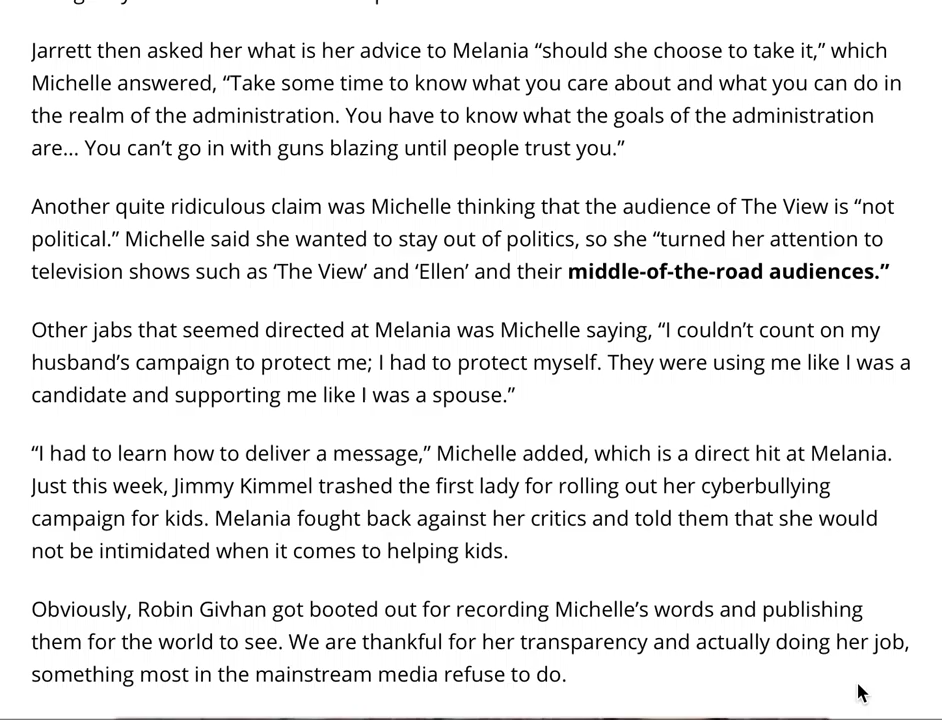 Jarrett then asked her what is her advice to Melania “should she choose to take it,” which
Michelle answered, “Take some time to know what you care about and what you can do in
the realm of the administration. You have to know what the goals of the administration
are… You can’t go in with guns blazing until people trust you.”
Another quite ridiculous claim was Michelle thinking that the audience of The View is “not
political.” Michelle said she wanted to stay out of politics, so she “turned her attention to
television shows such as ‘The View’ and ‘Ellen’ and their middle-of-the-road audiences.”
Other jabs that seemed directed at Melania was Michelle saying, “I couldn’t count on my
husband’s campaign to protect me; I had to protect myself. They were using me like I was a
candidate and supporting me like I was a spouse.”
“I had to learn how to deliver a message,” Michelle added, which is a direct hit at Melania.
Just this week, Jimmy Kimmel trashed the first lady for rolling out her cyberbullying
campaign for kids. Melania fought back against her critics and told them that she would
not be intimidated when it comes to helping kids.
Obviously, Robin Givhan got booted out for recording Michelle’s words and publishing
them for the world to see. We are thankful for her transparency and actually doing her job,
something most in the mainstream media refuse to do.